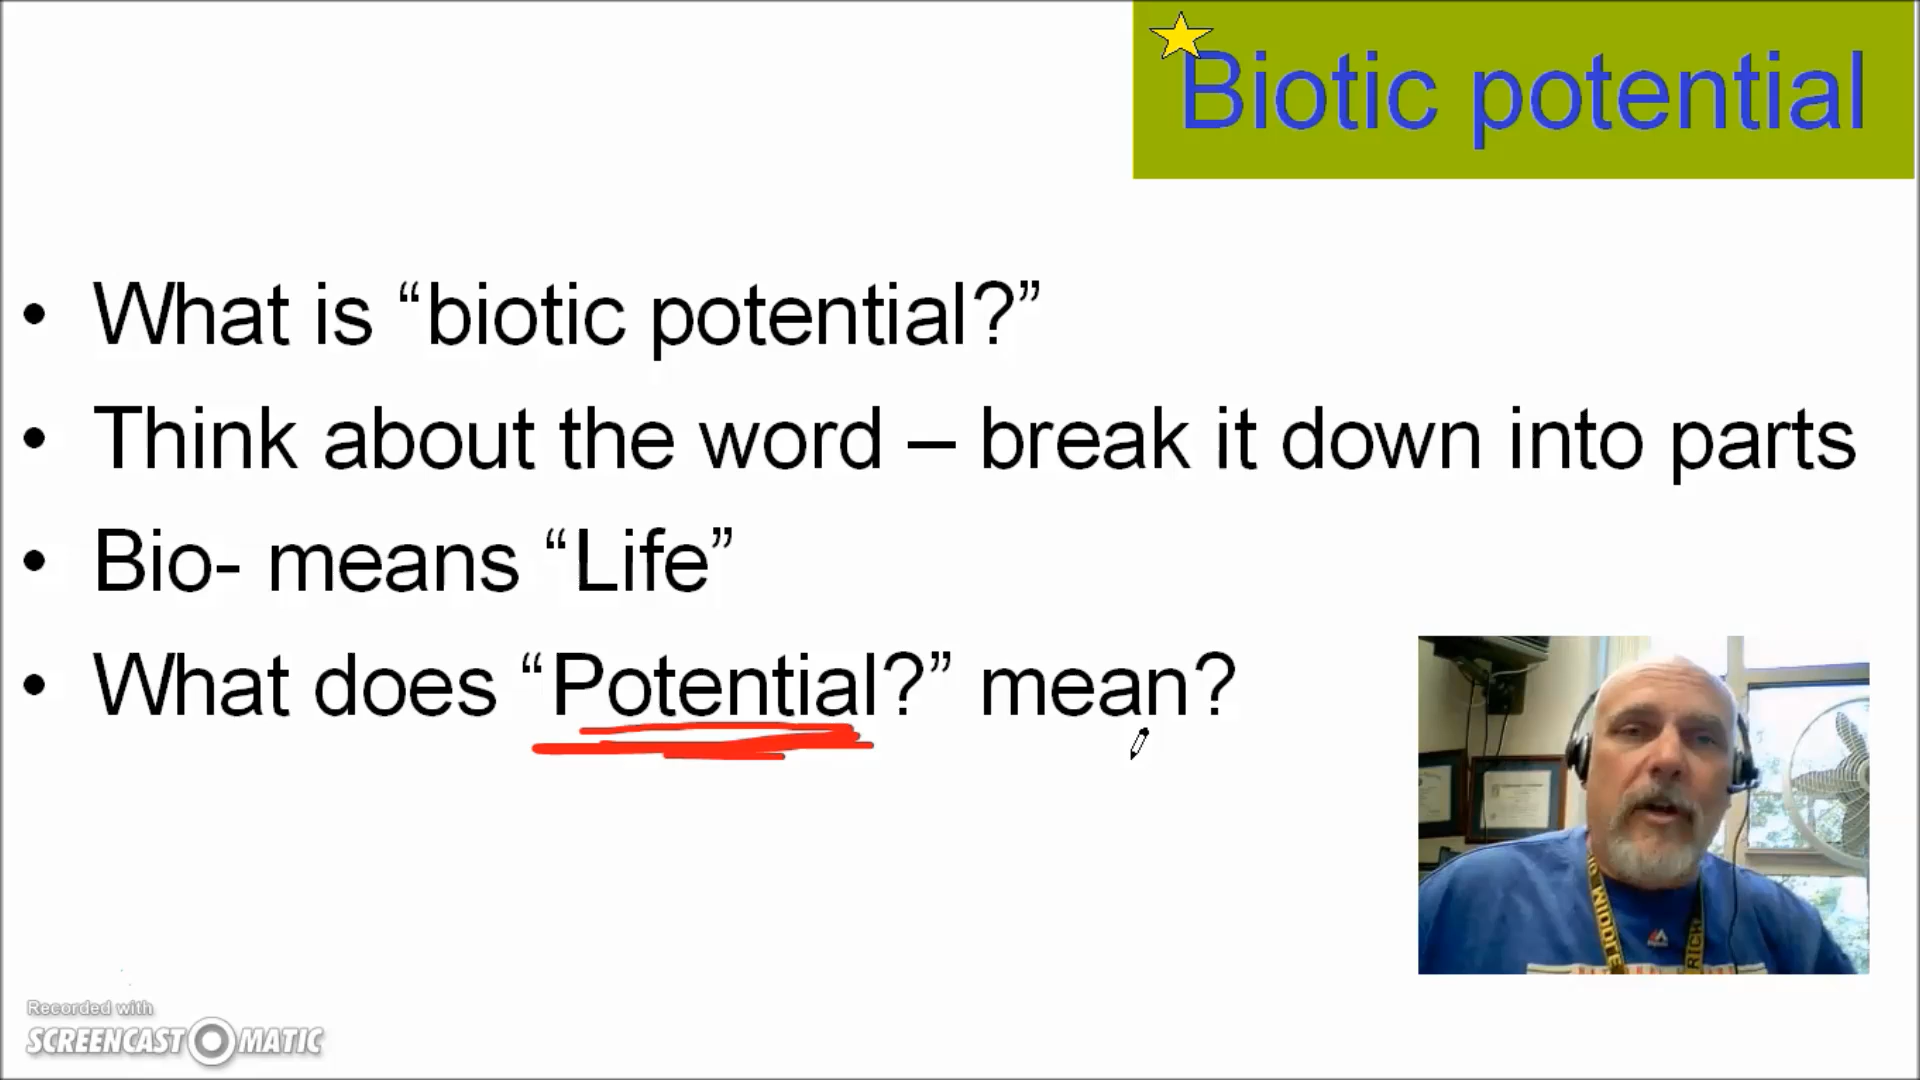 Biotic potential
• What is “biotic potential?”
• Think about the word – break it down into parts
• Bio- means “Life”
• What does “Potential?” mean?
Recorded with
SCREENCAST MATIC